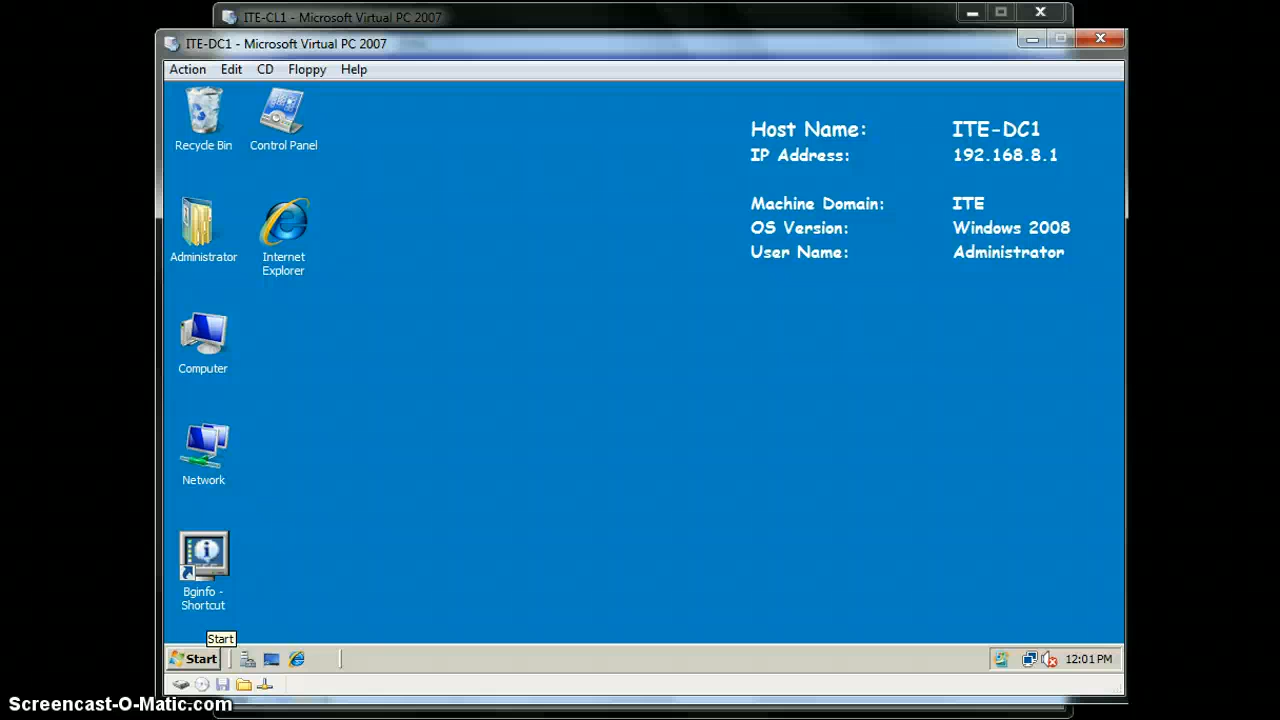 ITE-CL1 - Microsoft Virtual PC 2007
ITE-DC1 - Microsoft Virtual PC 2007
Action Edit CD Floppy Help
Recycle Bin
Control Panel
Host Name: ITE-DC1
IP Address: 192.168.8.1
Machine Domain: ITE
OS Version: Windows 2008
User Name: Administrator
Administrator
Internet
Explorer
Computer
Network
Bginfo -
Shortcut
Start
Start
12:01 PM
Screencast-O-Matic.com